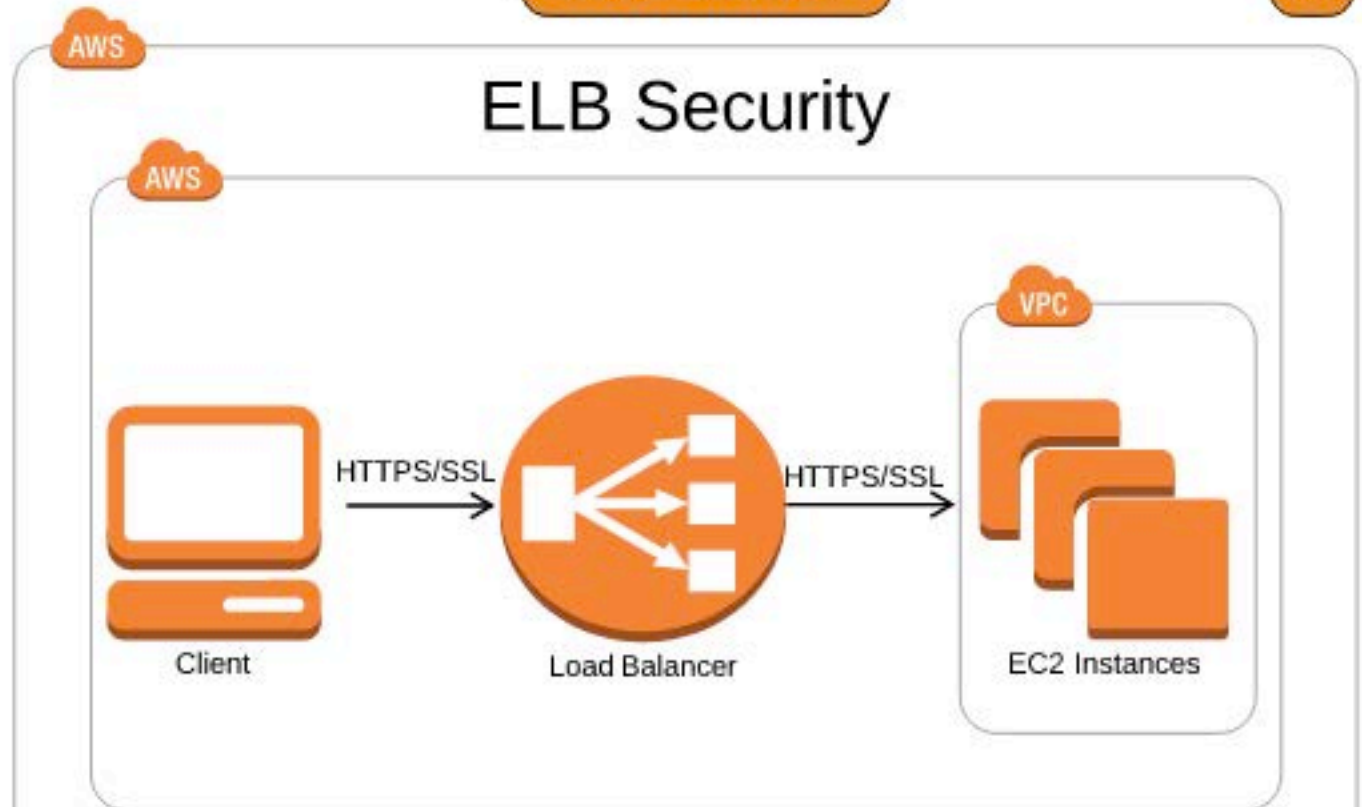 AWS
ELB Security
AWS
VPC
HTTPS/SSL
HTTPS/SSL
Client
Load Balancer
EC2 Instances